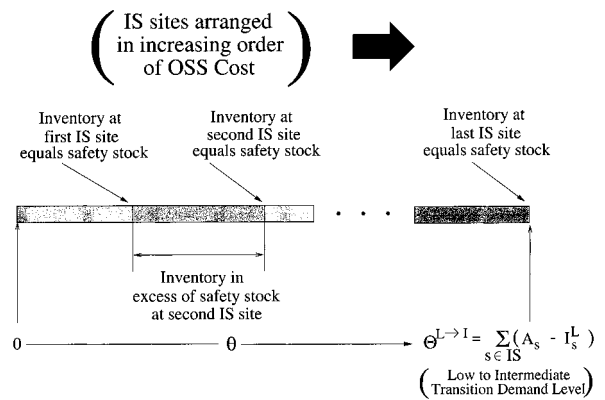 IS sites arranged
in increasing order
of OSS Cost
Inventory at
first IS site
equals safety stock
Inventory at
second IS site
equals safety stock
Inventory at
last IS site
equals safety stock
. . .
Inventory in
excess of safety stock
at second IS site
0
θ
Θ^{L→I} = Σ_{s∈IS} (A_s - I_s^L)
(Low to Intermediate
Transition Demand Level)